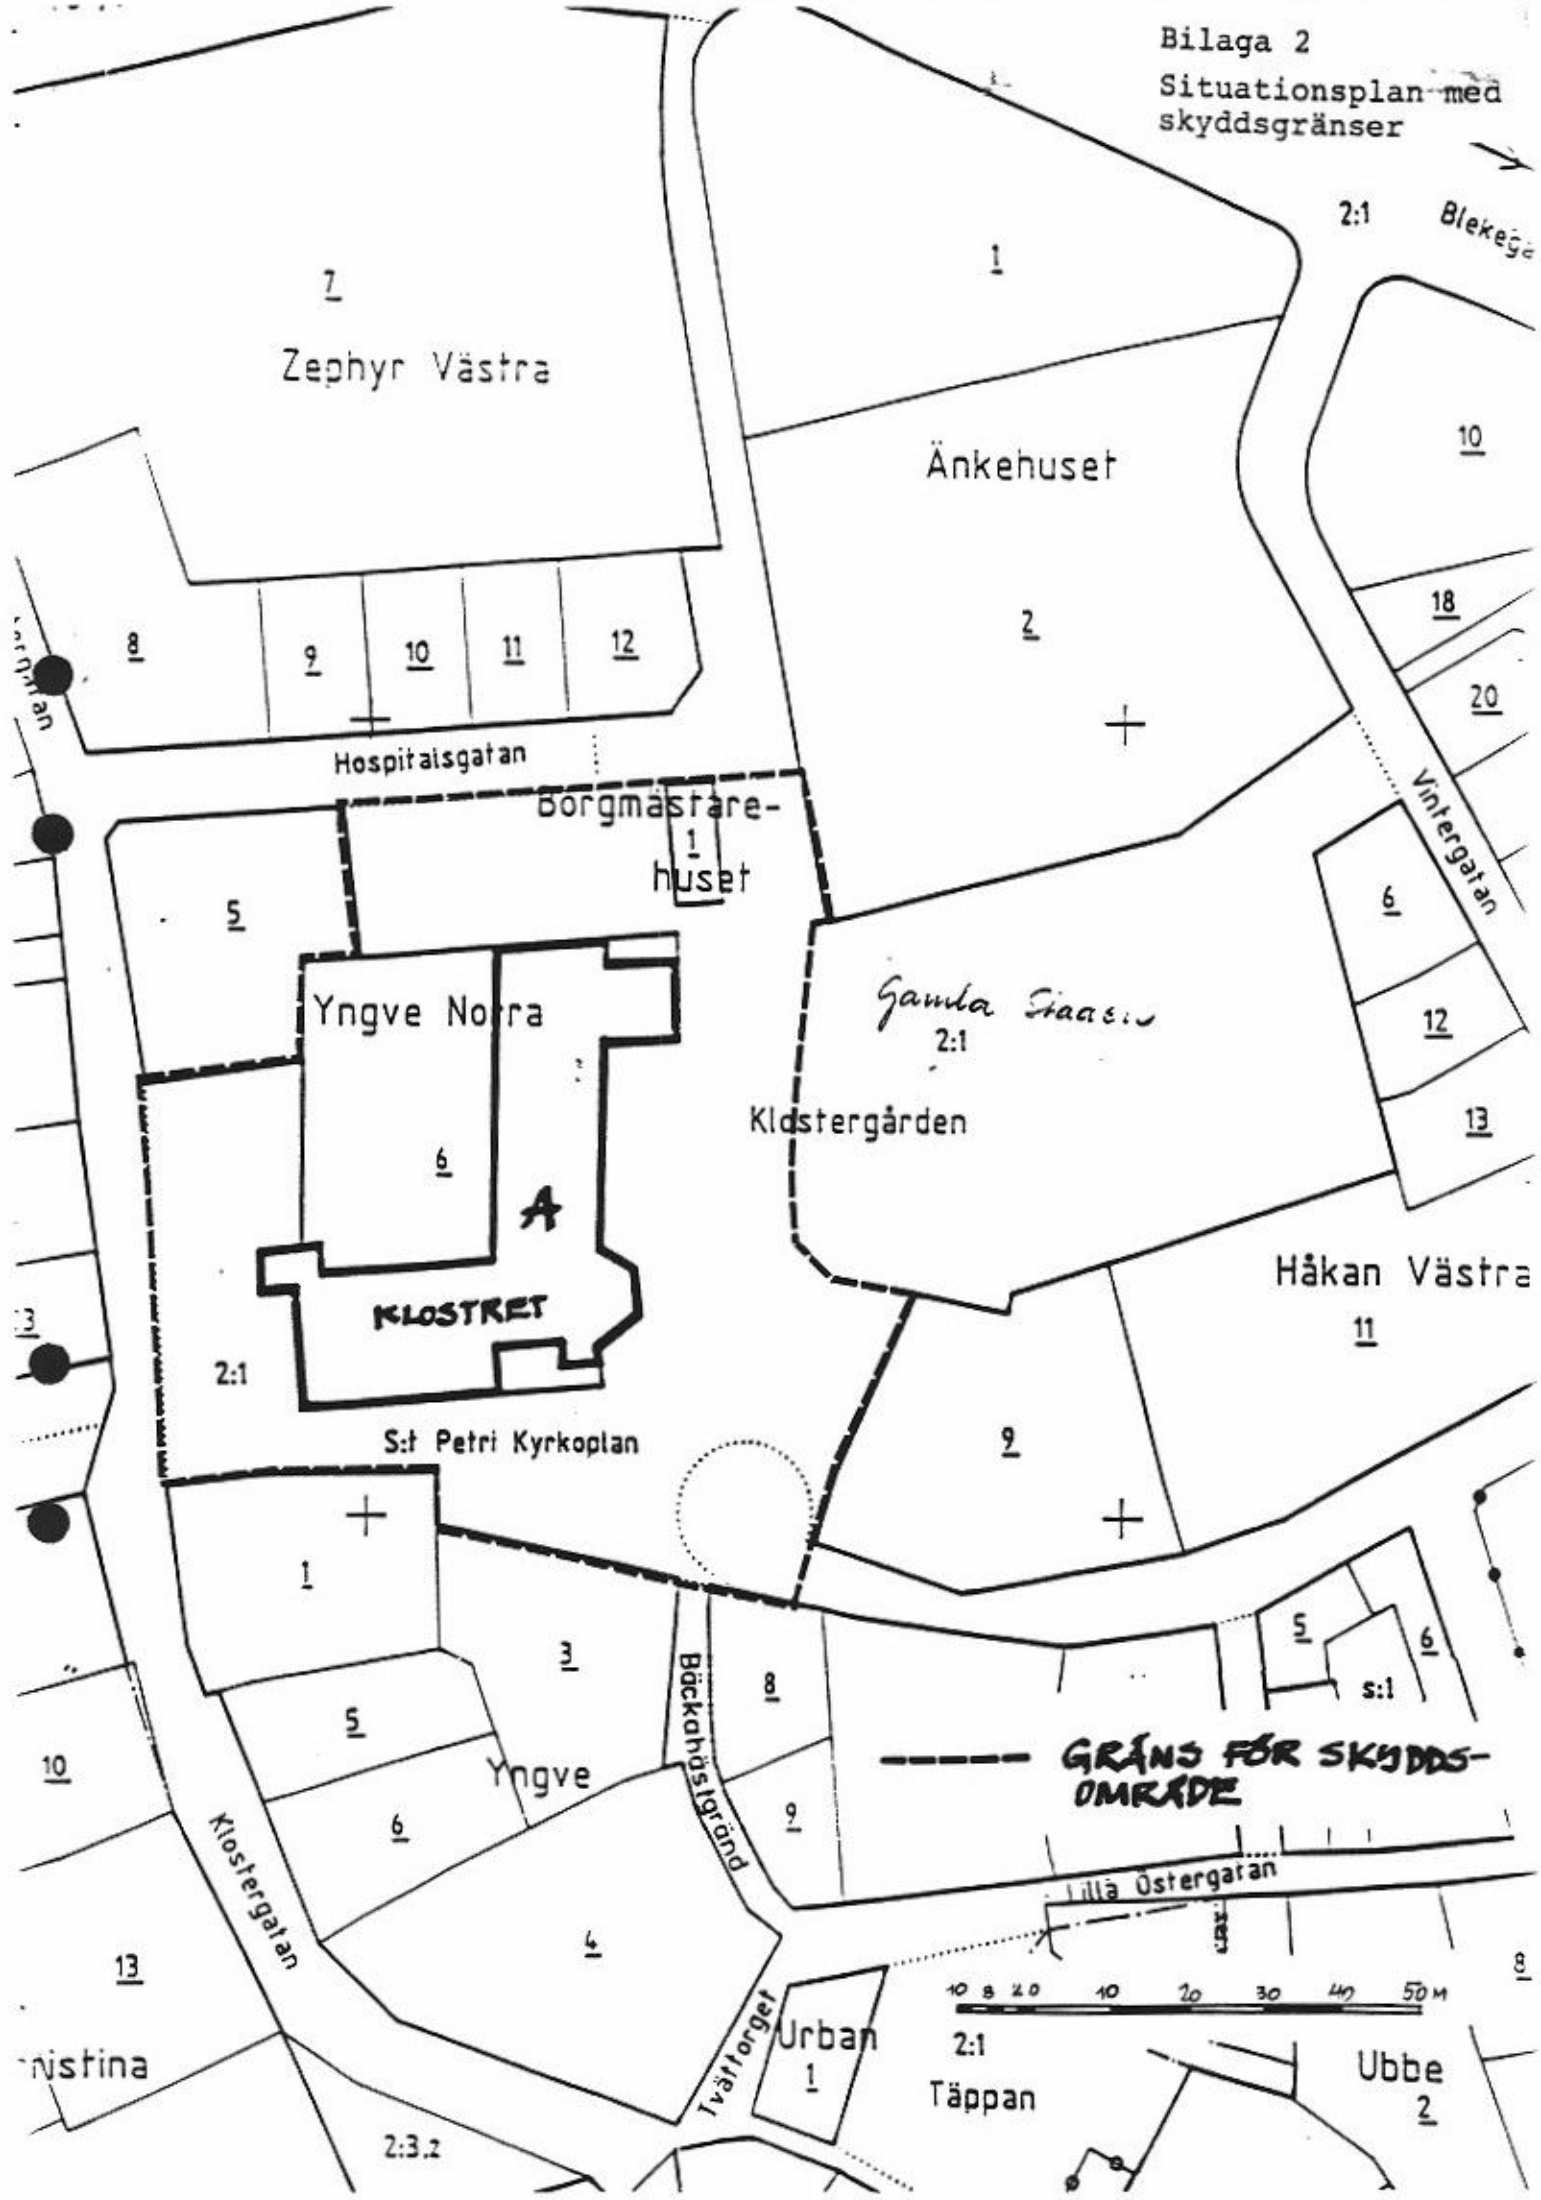 Bilaga 2
Situationsplan med
skyddsgränser
2:1
7
1
Zephyr Västra
10
Änkehuset
18
8
9
10
11
12
2
20
Hospitalsgatan
Vintergatan
Borgmästare-
1
huset
5
6
Gamla
Yngve Norra
2:1
12
Klostergården
13
6
A
Håkan Västra
KLOSTRET
11
2:1
S:t Petri Kyrkoplan
9
1
3
5
6
Bäckahästgränd
8
s:1
5
10
Yngve
GRÄNS FÖR SKYDDS-
OMRÅDE
6
9
Klostergatan
Lilla Östergatan
13
4
8
10 8 2 0 10 20 30 40 50 M
Tvättorget
Urban
1
2:1
Täppan
Ubbe
2
2:3.2